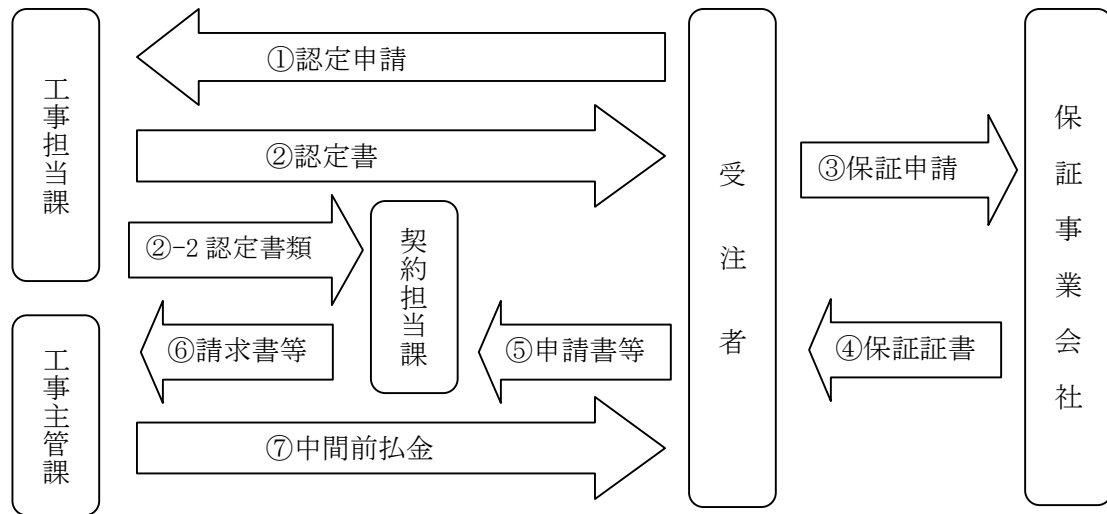 工事担当課
①認定申請
②認定書
②-2 認定書類
契約担当課
受注者
③保証申請
保証事業会社
④保証証書
⑤申請書等
⑥請求書等
工事主管課
⑦中間前払金